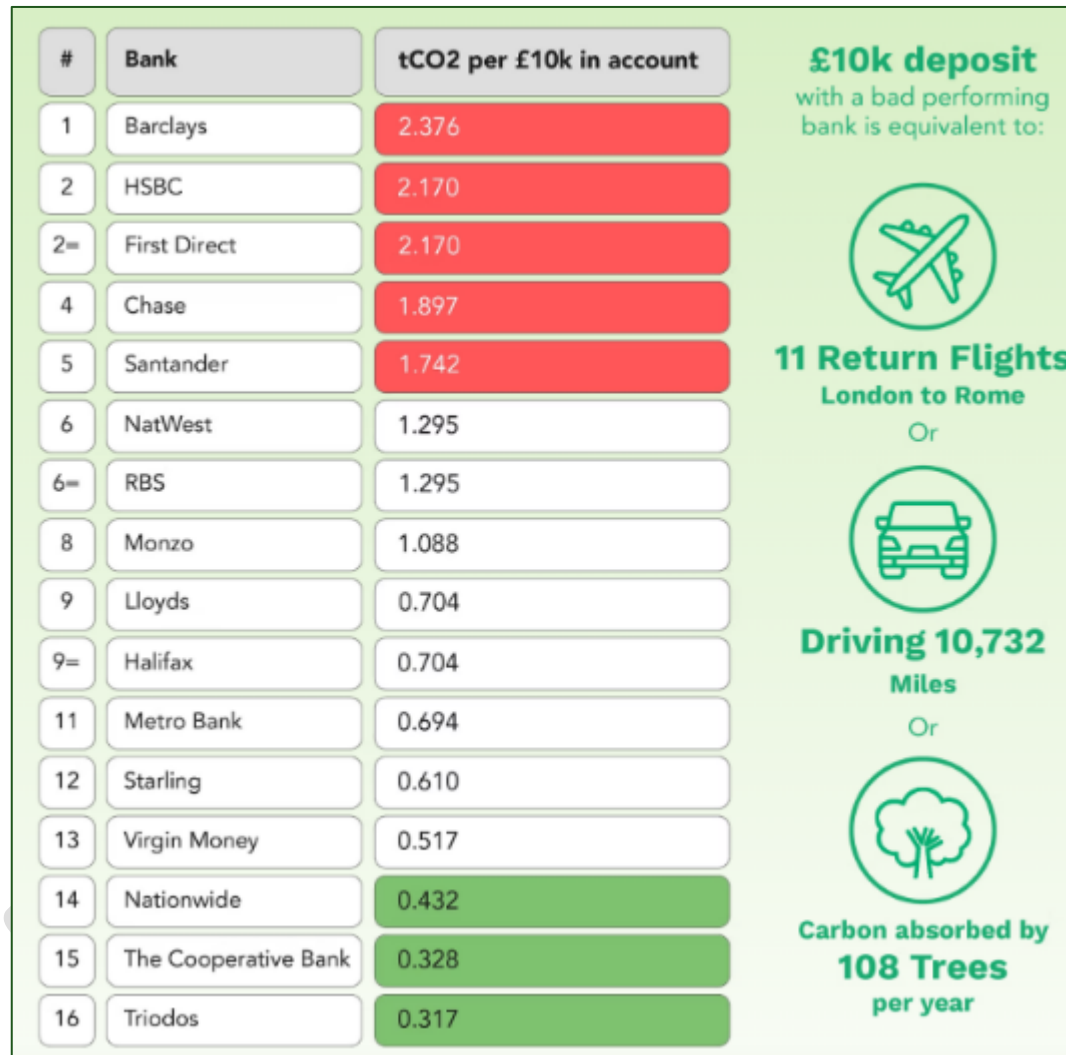 # Bank tCO2 per £10k in account
1 Barclays 2.376
2 HSBC 2.170
2= First Direct 2.170
4 Chase 1.897
5 Santander 1.742
6 NatWest 1.295
6= RBS 1.295
8 Monzo 1.088
9 Lloyds 0.704
9= Halifax 0.704
11 Metro Bank 0.694
12 Starling 0.610
13 Virgin Money 0.517
14 Nationwide 0.432
15 The Cooperative Bank 0.328
16 Triodos 0.317
£10k deposit
with a bad performing
bank is equivalent to:
11 Return Flights
London to Rome
Or
Driving 10,732
Miles
Or
Carbon absorbed by
108 Trees
per year